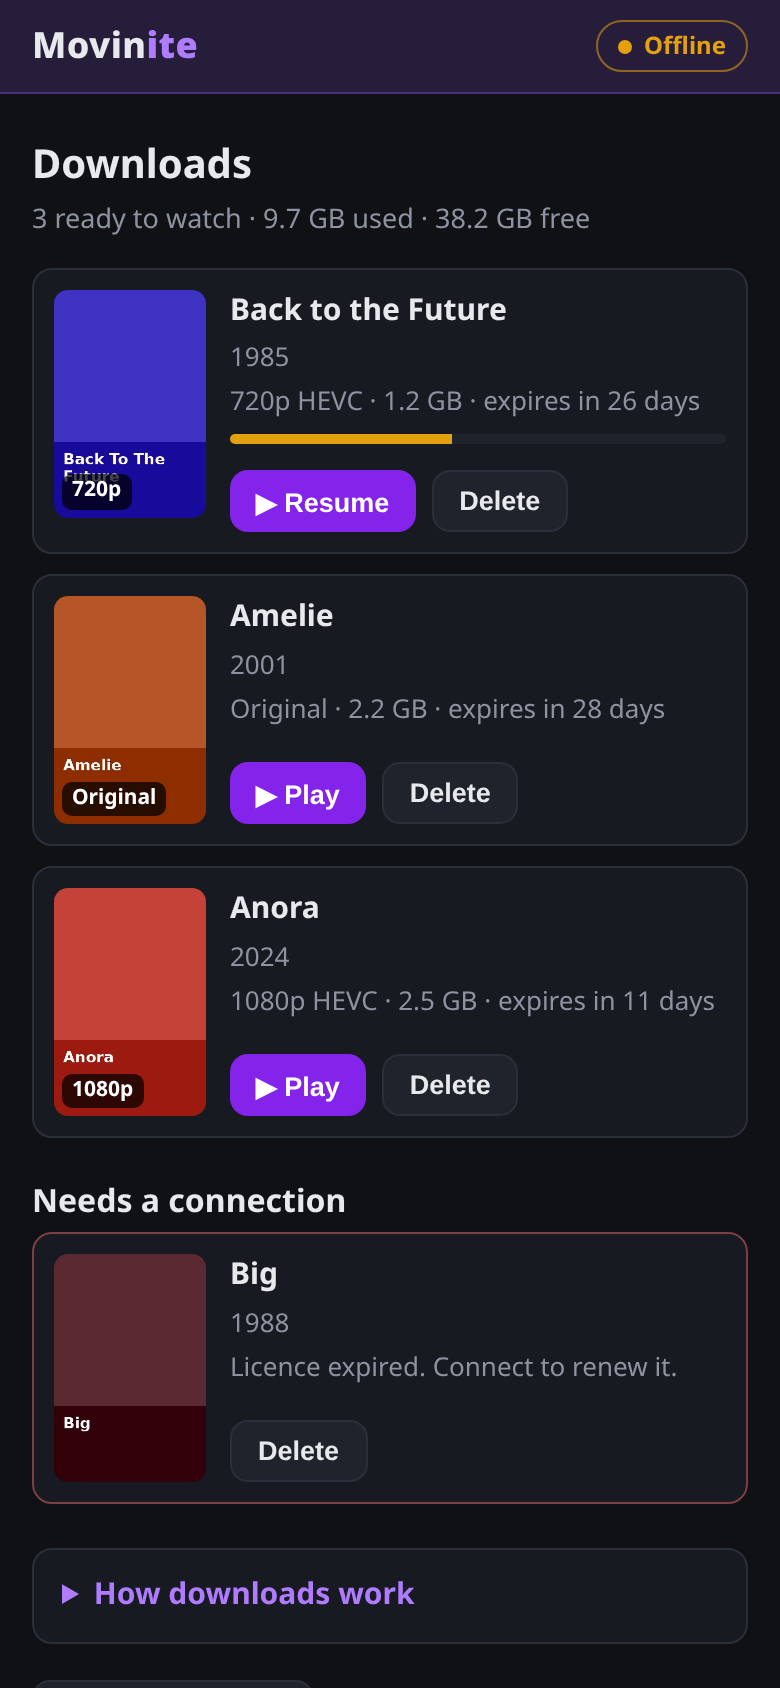 Movinite
Offline
Downloads
3 ready to watch · 9.7 GB used · 38.2 GB free
Back To The
Future
720p
Back to the Future
1985
720p HEVC · 1.2 GB · expires in 26 days
▶ Resume
Delete
Amelie
Original
Amelie
2001
Original · 2.2 GB · expires in 28 days
▶ Play
Delete
Anora
1080p
Anora
2024
1080p HEVC · 2.5 GB · expires in 11 days
▶ Play
Delete
Needs a connection
Big
Big
1988
Licence expired. Connect to renew it.
Delete
▶ How downloads work